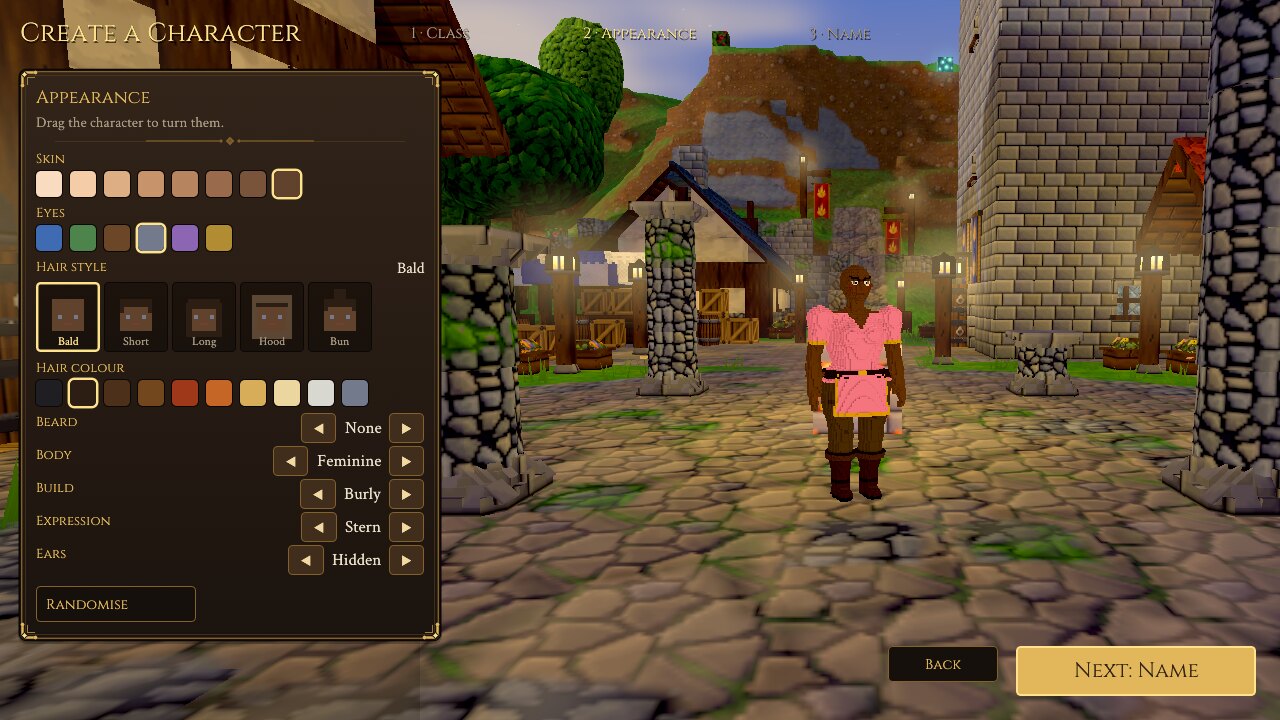 Create a Character
1 · Class
2 · Appearance
3 · Name
Appearance
Drag the character to turn them.
Skin
Eyes
Hair style
Bald
Bald
Short
Long
Hood
Bun
Hair colour
Beard
None
Body
Feminine
Build
Burly
Expression
Stern
Ears
Hidden
Randomise
Back
Next: Name